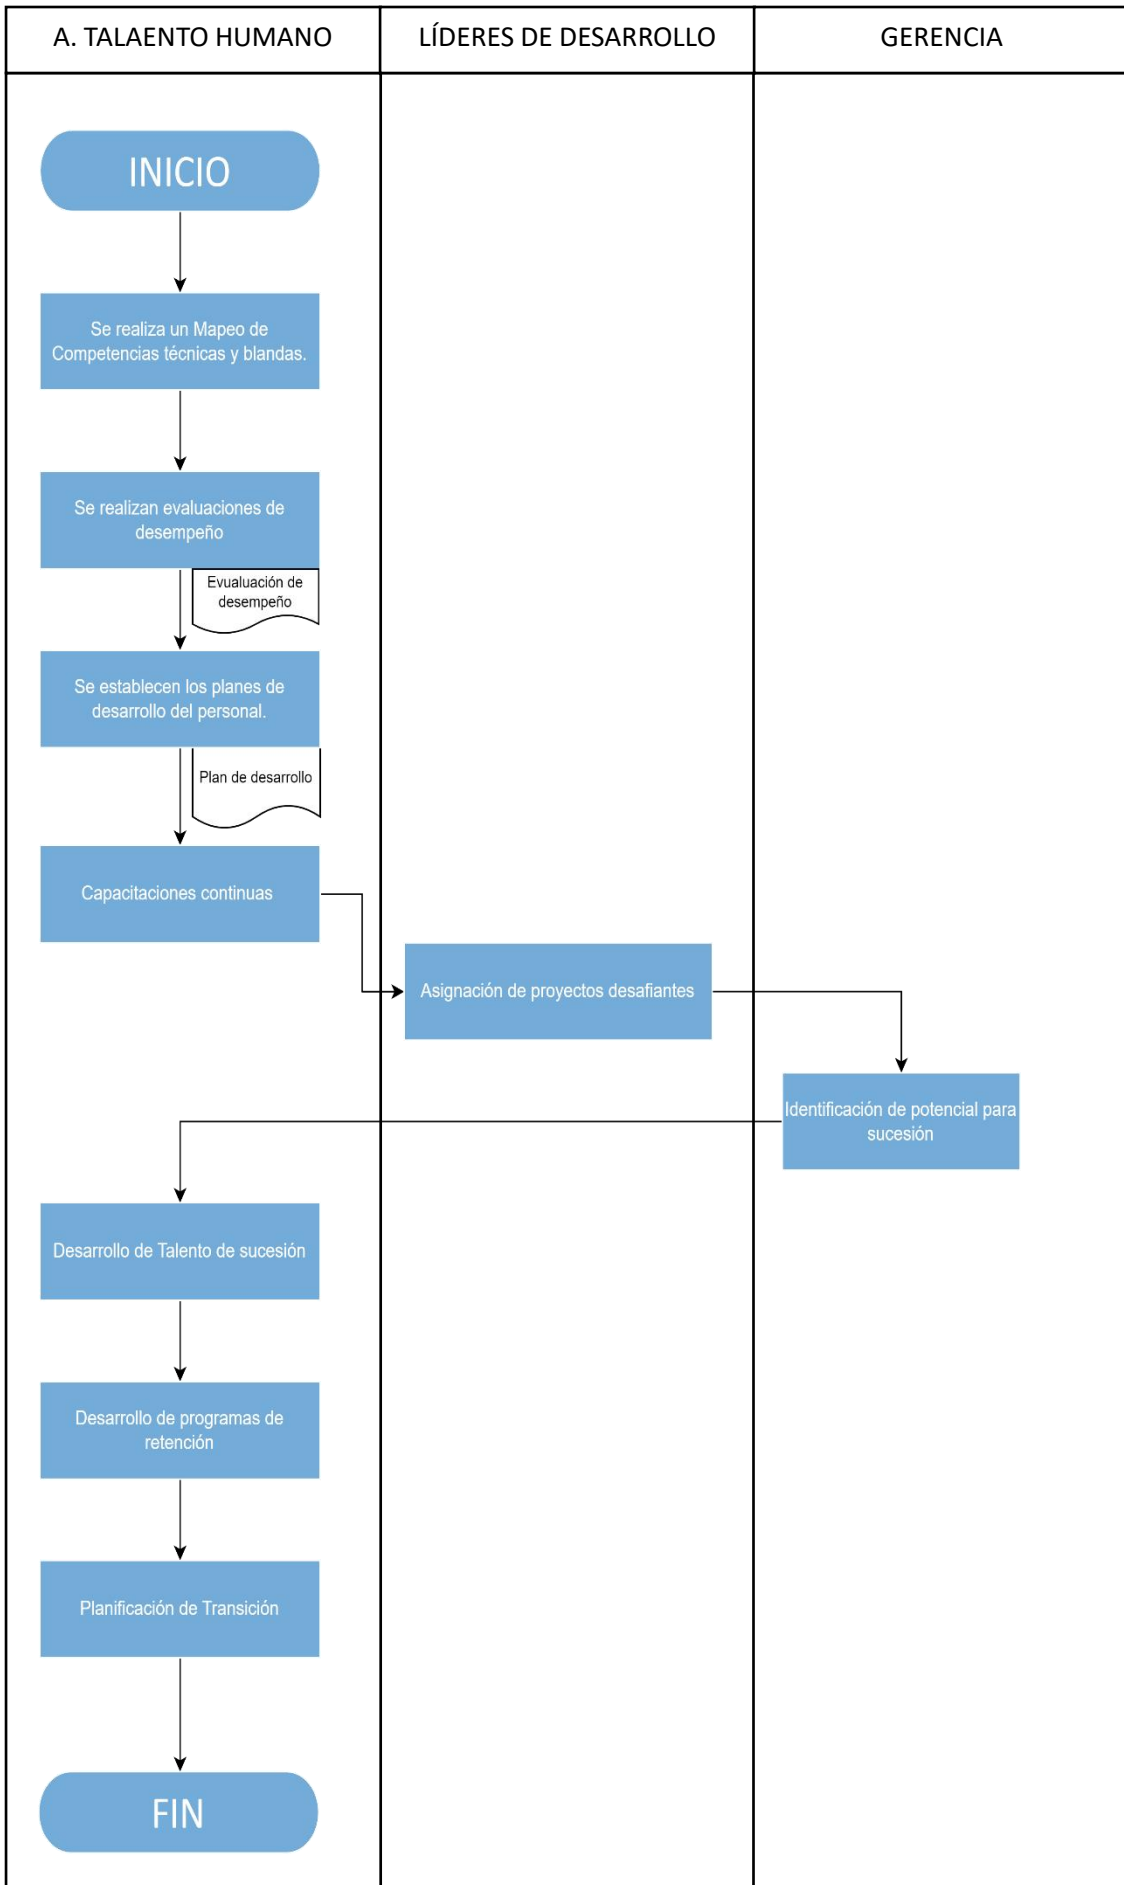 A. TALAENTO HUMANO
LÍDERES DE DESARROLLO
GERENCIA
INICIO
Se realiza un Mapeo de
Competencias técnicas y blandas.
Se realizan evaluaciones de
desempeño
Evualuación de
desempeño
Se establecen los planes de
desarrollo del personal.
Plan de desarrollo
Capacitaciones continuas
Asignación de proyectos desafiantes
Identificación de potencial para
sucesión
Desarrollo de Talento de sucesión
Desarrollo de programas de
retención
Planificación de Transición
FIN